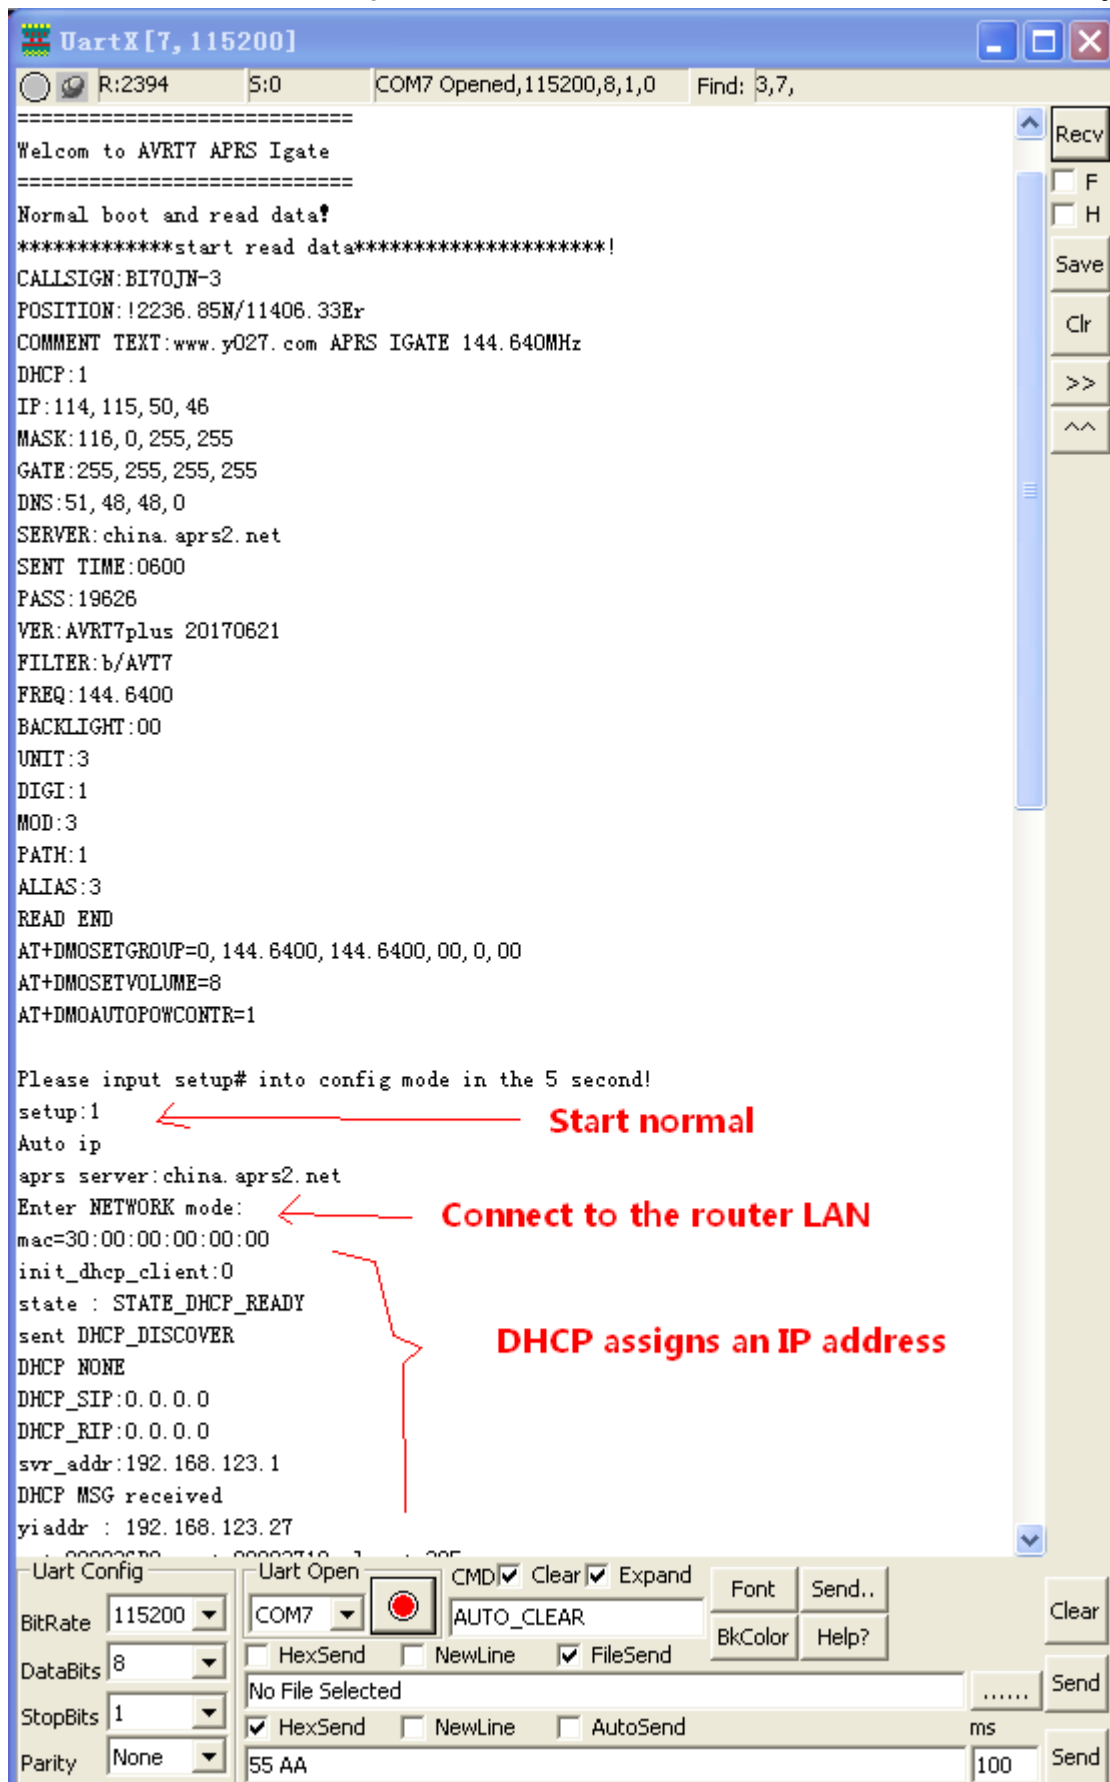 UartX[7,115200]
R:2394 S:0 COM7 Opened,115200,8,1,0 Find: 3,7,
============================
Welcom to AVRT7 APRS Igate
============================
Normal boot and read data!
*************start read data*********************!
CALLSIGN:BI7OJN-3
POSITION:!2236.85N/11406.33Er
COMMENT TEXT:www.yO27.com APRS IGATE 144.640MHz
DHCP:1
IP:114,115,50,46
MASK:116,0,255,255
GATE:255,255,255,255
DNS:51,48,48,0
SERVER:china.aprs2.net
SENT TIME:0600
PASS:19626
VER:AVRT7plus 20170621
FILTER:b/AVT7
FREQ:144.6400
BACKLIGHT:00
UNIT:3
DIGI:1
MOD:3
PATH:1
ALIAS:3
READ END
AT+DMOSETGROUP=0,144.6400,144.6400,00,0,00
AT+DMOSETVOLUME=8
AT+DMOAUTOPOWCONTR=1
Please input setup# into config mode in the 5 second!
setup:1
Start normal
Auto ip
aprs server:china.aprs2.net
Enter NETWORK mode:
Connect to the router LAN
mac=30:00:00:00:00:00
init_dhcp_client:0
state : STATE_DHCP_READY
sent DHCP_DISCOVER
DHCP assigns an IP address
DHCP NONE
DHCP_SIP:0.0.0.0
DHCP_RIP:0.0.0.0
svr_addr:192.168.123.1
DHCP MSG received
yiaddr : 192.168.123.27
Recv
F
H
Save
Clr
>>
^^
Uart Config
BitRate 115200
DataBits 8
StopBits 1
Parity None
Uart Open
COM7
CMD Clear Expand
AUTO_CLEAR
Font Send..
BkColor Help?
Clear
HexSend NewLine FileSend
No File Selected ...... Send
HexSend NewLine AutoSend ms
55 AA 100 Send